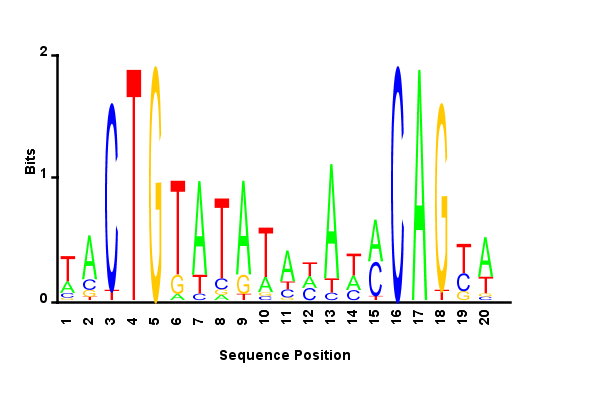 2
Bits
1
0
T A C T G T A T A T A T A T A C A G T A
A C T G T C G A T A C A C T C
A G T A C A C C T C C T T G T
C T G C G
1 2 3 4 5 6 7 8 9 10 11 12 13 14 15 16 17 18 19 20
Sequence Position